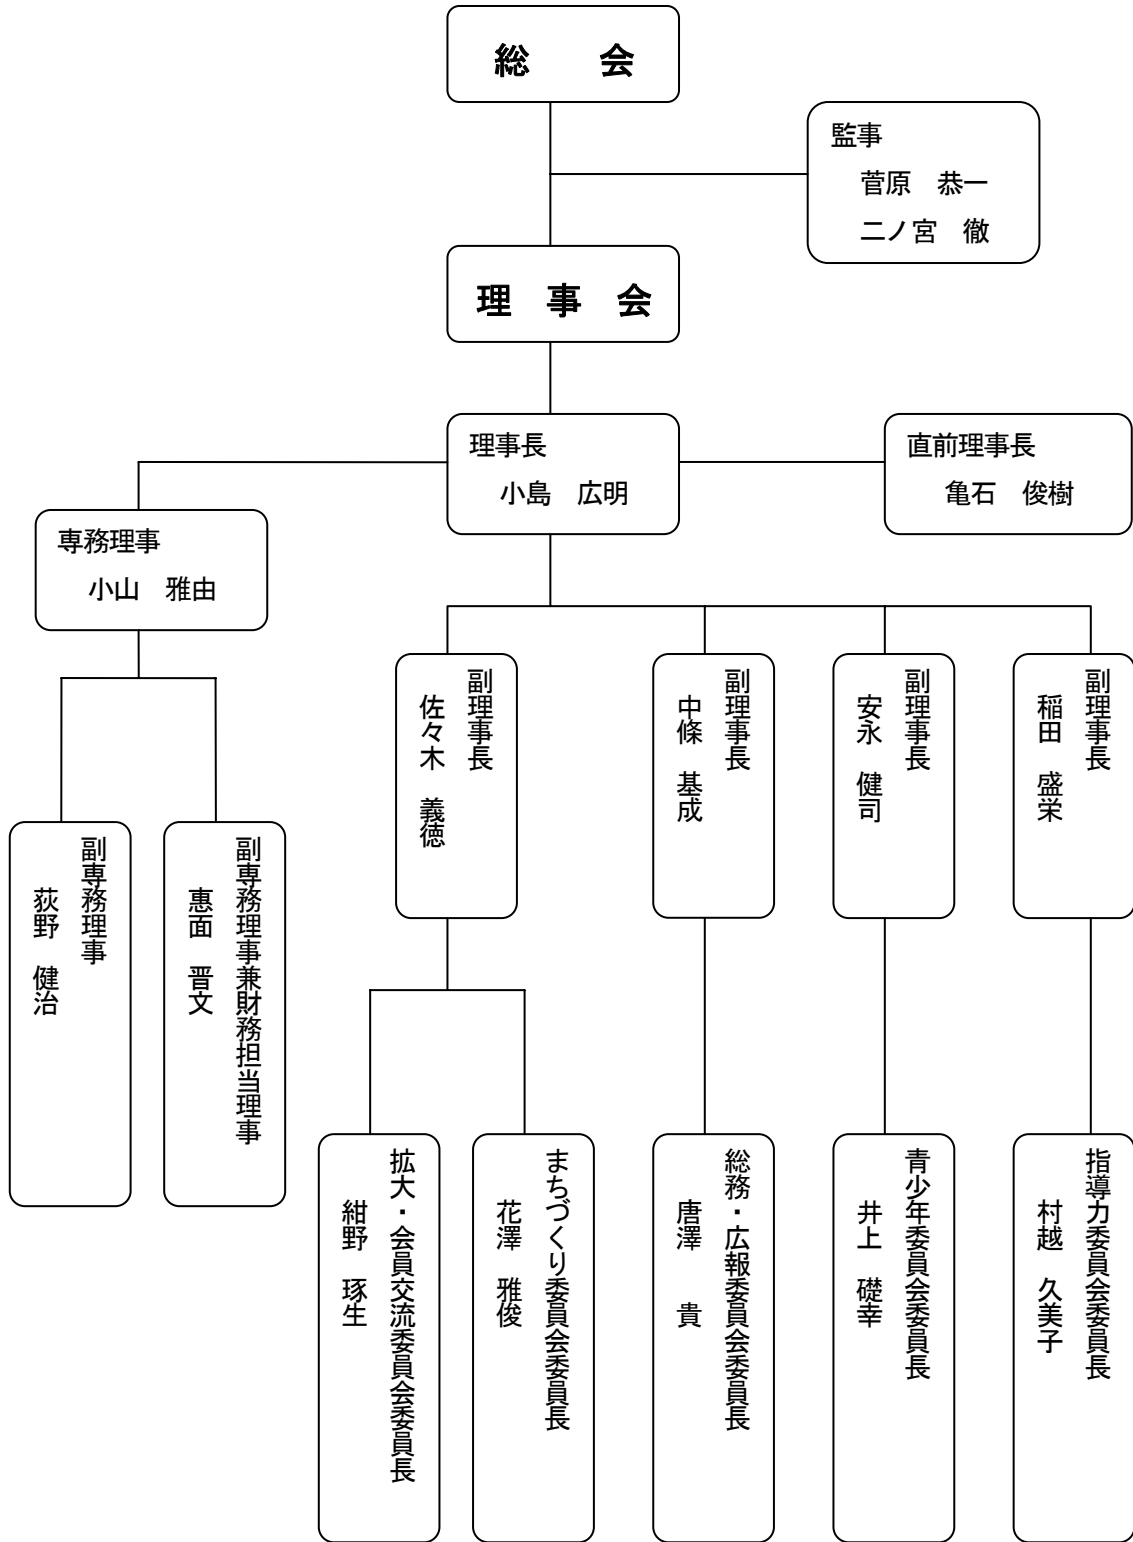 総　会
監事
菅原　恭一
二ノ宮　徹
理　事　会
理事長
小島　広明
直前理事長
亀石　俊樹
専務理事
小山　雅由
副理事長
佐々木　義徳
副理事長
中條　基成
副理事長
安永　健司
副理事長
稲田　盛栄
副専務理事
荻野　健治
副専務理事兼財務担当理事
惠面　晋文
拡大・会員交流委員会委員長
紺野　琢生
まちづくり委員会委員長
花澤　雅俊
総務・広報委員会委員長
唐澤　貴
青少年委員会委員長
井上　礎幸
指導力委員会委員長
村越　久美子